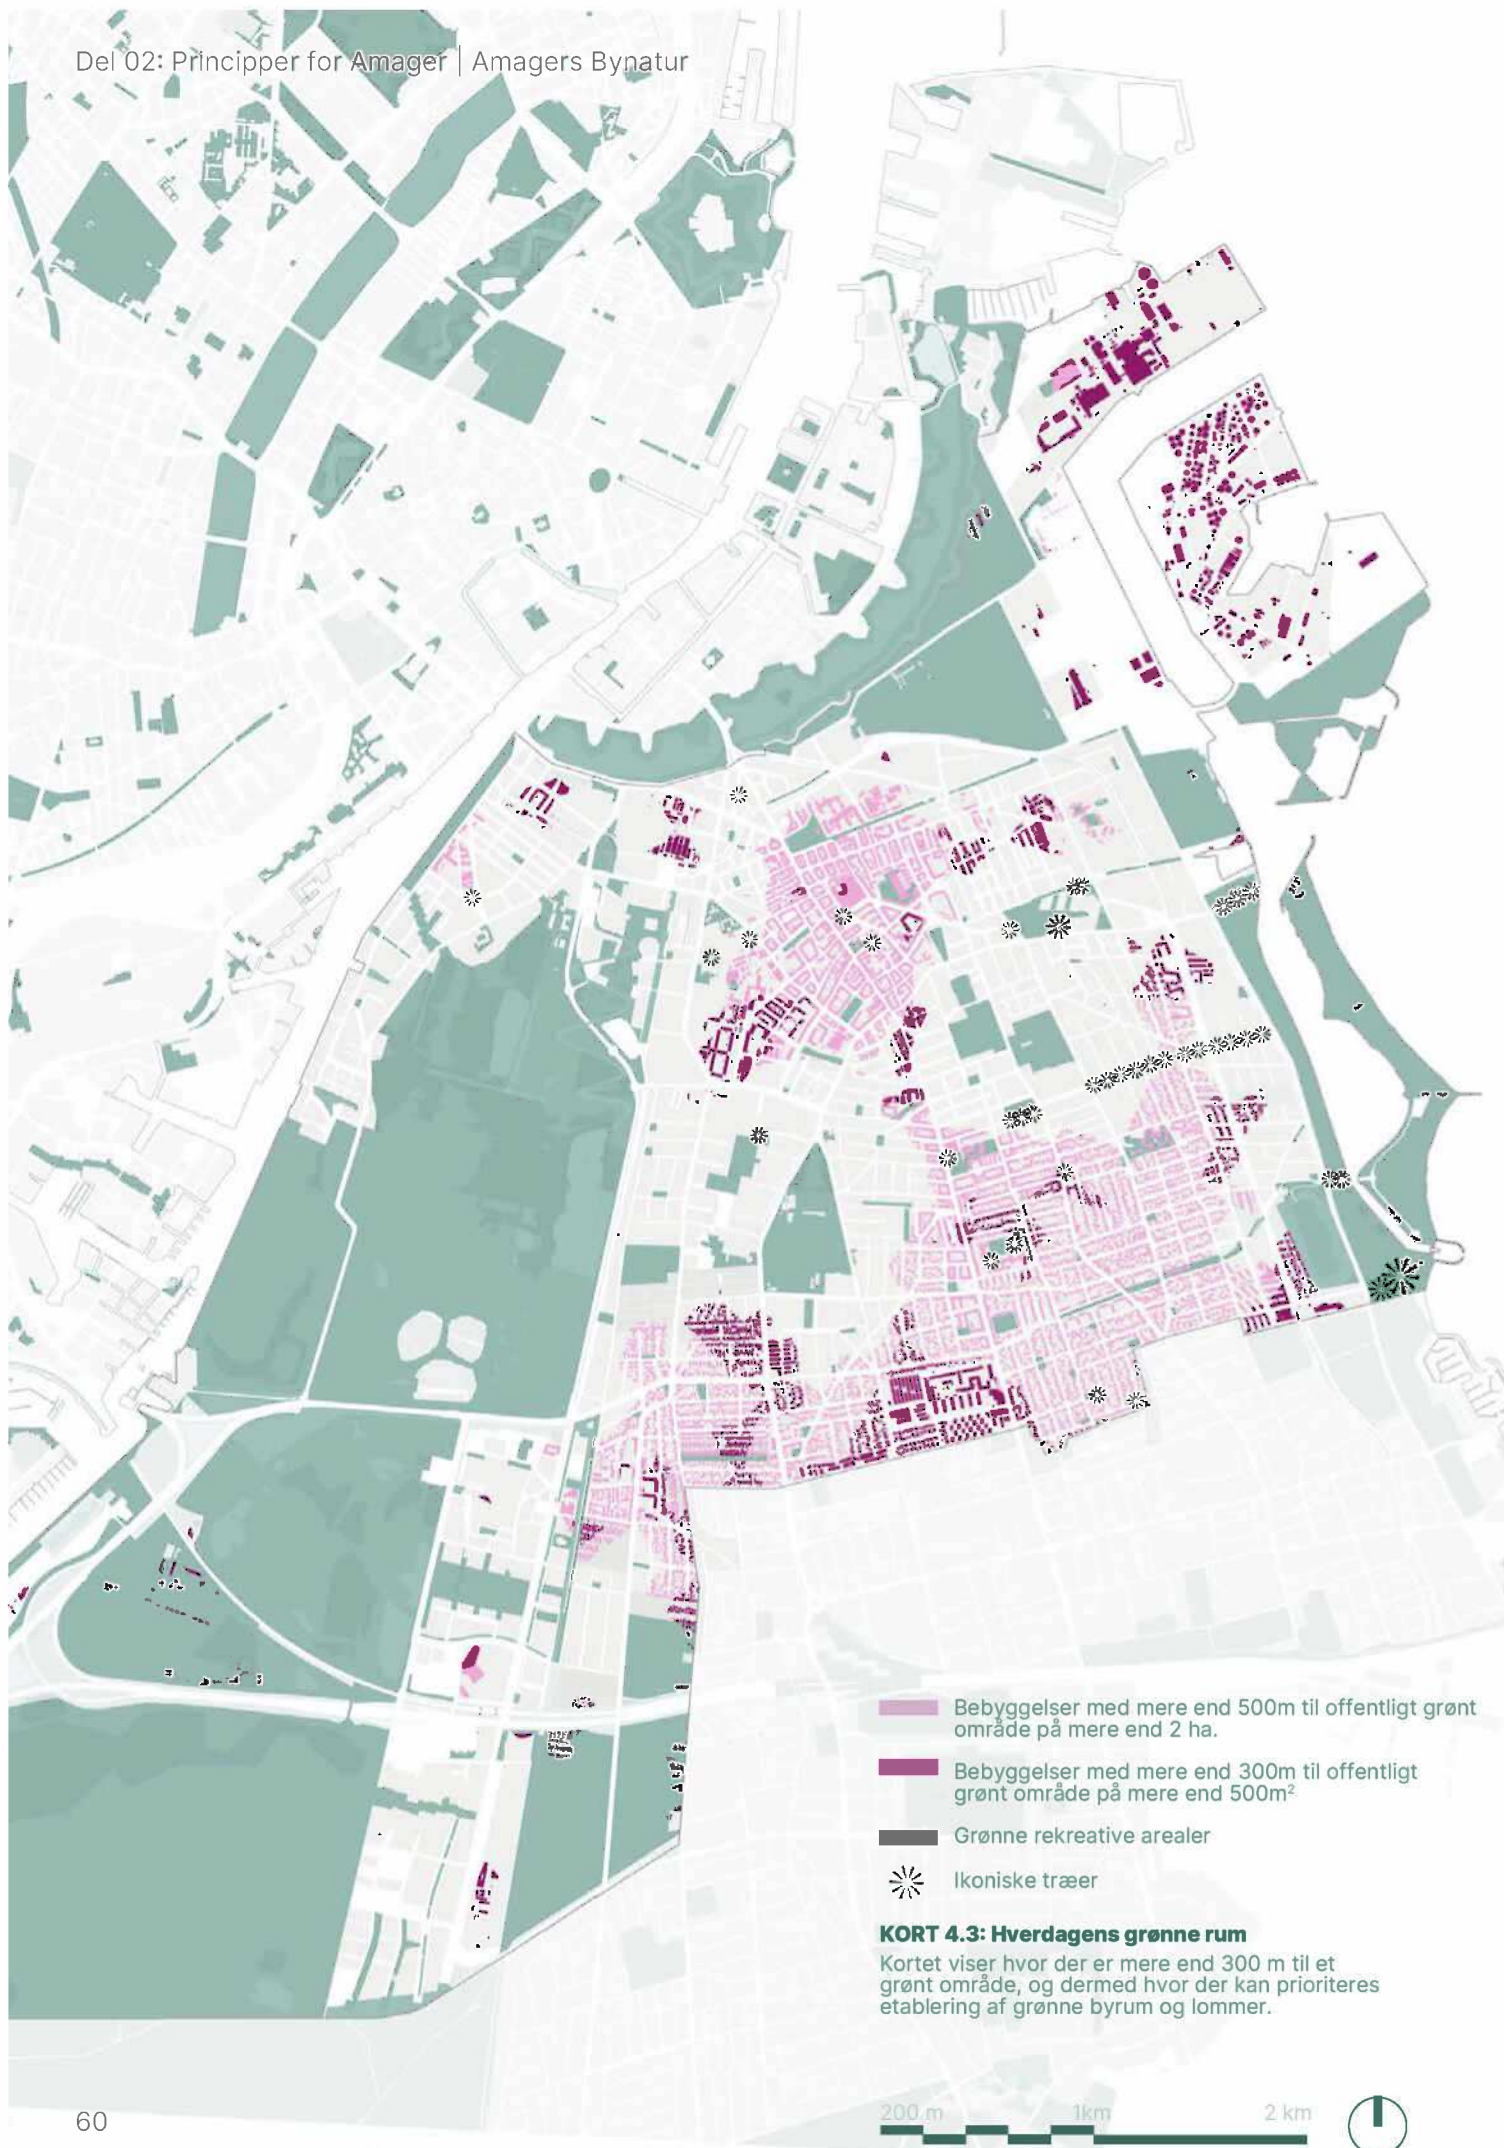 Del 02: Principper for Amager | Amagers Bynatur
Bebyggelser med mere end 500m til offentligt grønt
område på mere end 2 ha.
Bebyggelser med mere end 300m til offentligt
grønt område på mere end 500m²
Grønne rekreative arealer
Ikoniske træer
KORT 4.3: Hverdagens grønne rum
Kortet viser hvor der er mere end 300 m til et
grønt område, og dermed hvor der kan prioriteres
etablering af grønne byrum og lommer.
200 m 1km 2 km
60